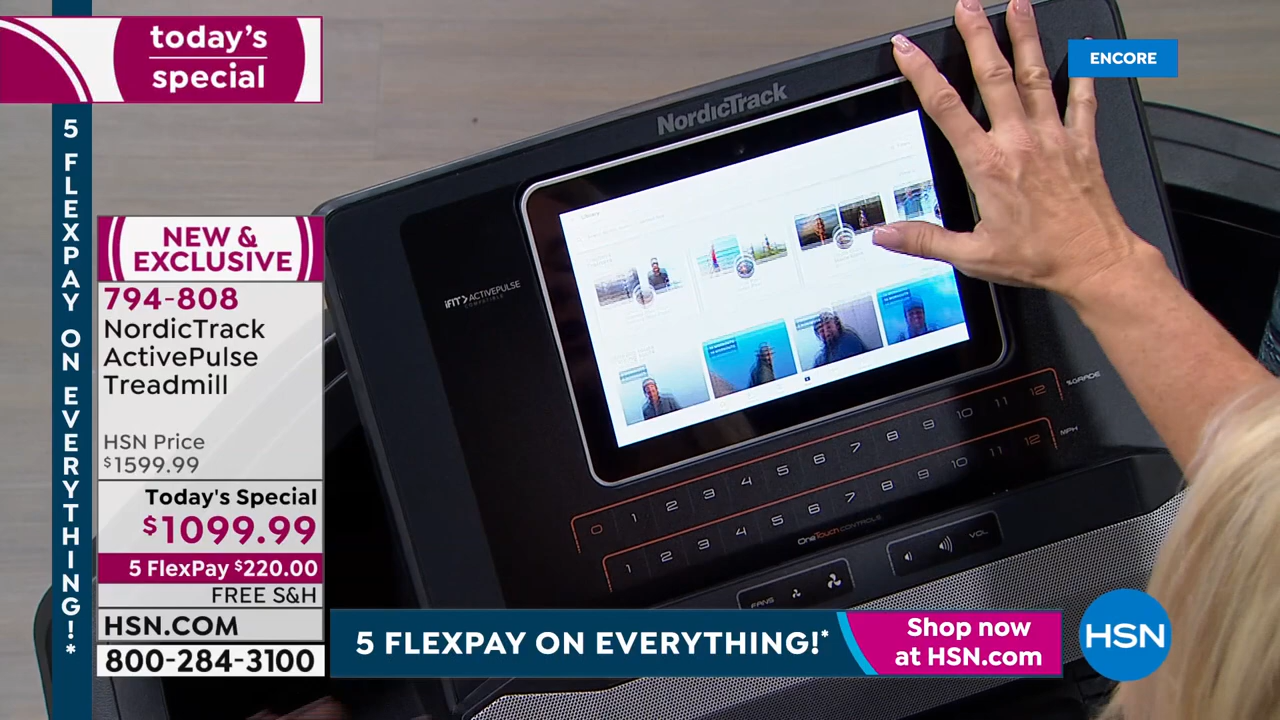 today's
special
ENCORE
5 FLEXPAY ON EVERYTHING!*
NEW &
EXCLUSIVE
794-808
NordicTrack
ActivePulse
Treadmill
HSN Price
$1599.99
Today's Special
$1099.99
5 FlexPay $220.00
FREE S&H
HSN.COM
800-284-3100
NordicTrack
iFIT ACTIVEPULSE
COMPATIBLE
0 1 2 3 4 5 6 7 8 9 10 11 12 %GRADE
1 2 3 4 5 6 7 8 9 10 11 12 MPH
OneTouch CONTROLS
VOL
FANS
5 FLEXPAY ON EVERYTHING!*
Shop now
at HSN.com
HSN